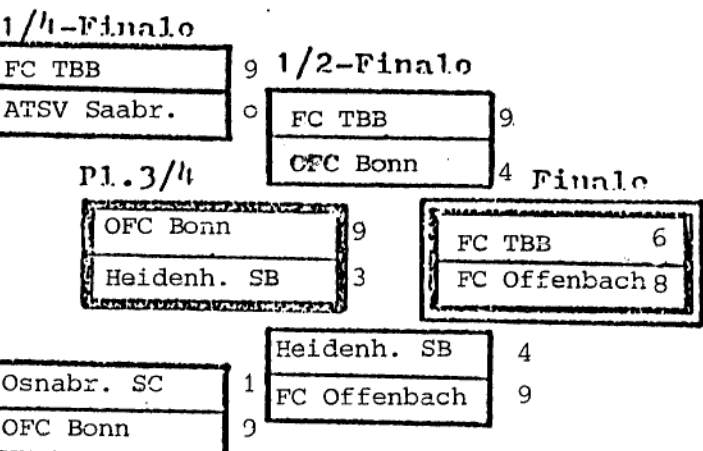 1/4-Finale
FC TBB 9
ATSV Saabr. 0
1/2-Finale
FC TBB 9
OFC Bonn 4
Pl.3/4
OFC Bonn 9
Heidenh. SB 3
Finale
FC TBB 6
FC Offenbach 8
Heidenh. SB 4
FC Offenbach 9
Osnabr. SC 1
OFC Bonn 9